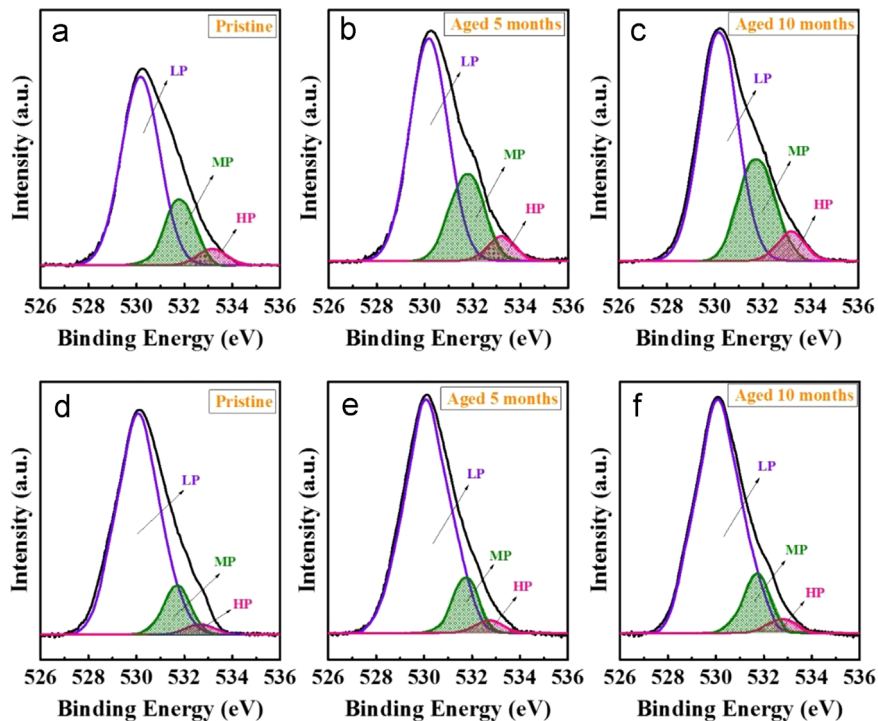 a
Pristine
LP
MP
HP
Intensity (a.u.)
526 528 530 532 534 536
Binding Energy (eV)
b
Aged 5 months
LP
MP
HP
Intensity (a.u.)
526 528 530 532 534 536
Binding Energy (eV)
c
Aged 10 months
LP
MP
HP
Intensity (a.u.)
526 528 530 532 534 536
Binding Energy (eV)
d
Pristine
LP
MP
HP
Intensity (a.u.)
526 528 530 532 534 536
Binding Energy (eV)
e
Aged 5 months
LP
MP
HP
Intensity (a.u.)
526 528 530 532 534 536
Binding Energy (eV)
f
Aged 10 months
LP
MP
HP
Intensity (a.u.)
526 528 530 532 534 536
Binding Energy (eV)